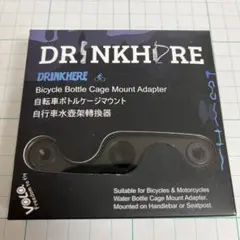 DRINKHERE
DRINKHERE
Bicycle Bottle Cage Mount Adapter
自転車ボトルケージマウント
自行車水壺架轉換器
Suitable for Bicycles & Motorcycles
Water Bottle Cage Mount Adapter.
Mounted on Handlebar or Seatpost.